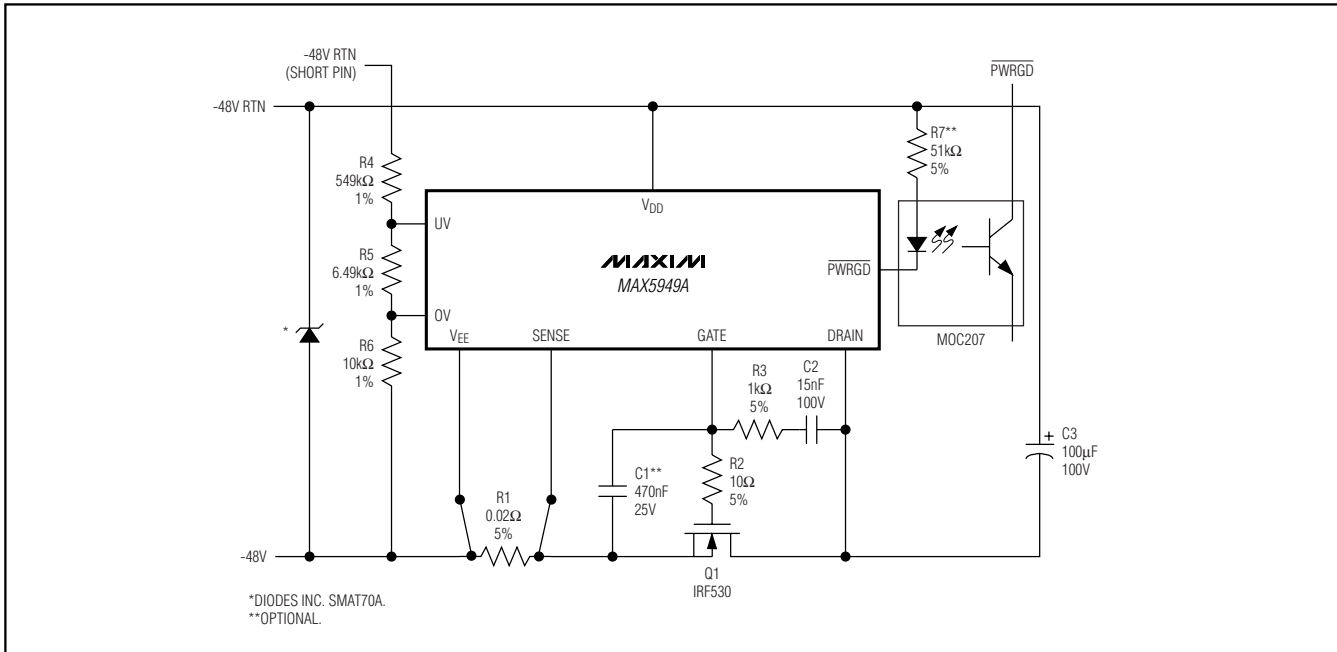 -48V RTN
(SHORT PIN)
PWRGD
-48V RTN
R7**
51kΩ
5%
R4
549kΩ
1%
VDD
UV
R5
6.49kΩ
1%
MAXIM
MAX5949A
PWRGD
OV
*
VEE
SENSE
GATE
DRAIN
MOC207
R6
10kΩ
1%
R3
1kΩ
5%
C2
15nF
100V
+
C3
100µF
100V
C1**
470nF
25V
R2
10Ω
5%
R1
0.02Ω
5%
-48V
Q1
IRF530
*DIODES INC. SMAT70A.
**OPTIONAL.